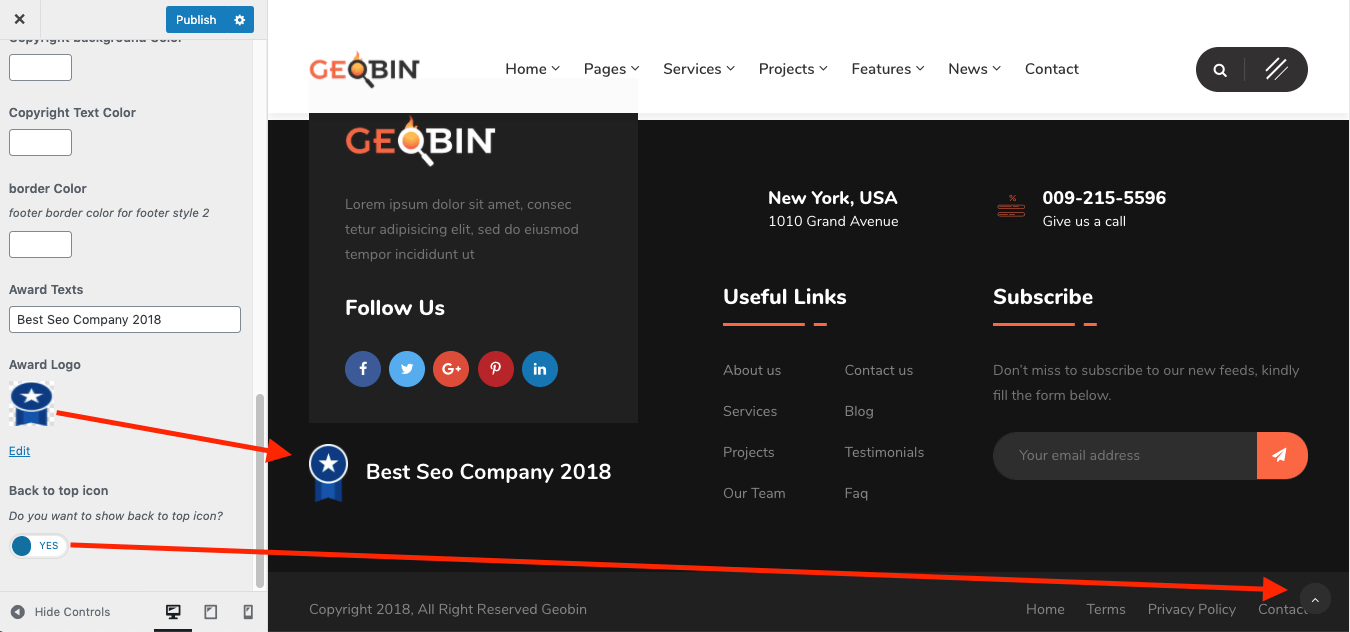 Publish
Copyright background Color
Copyright Text Color
border Color
footer border color for footer style 2
Award Texts
Best Seo Company 2018
Award Logo
Edit
Back to top icon
Do you want to show back to top icon?
YES
Hide Controls
GEOBIN
Home
Pages
Services
Projects
Features
News
Contact
GEOBIN
Lorem ipsum dolor sit amet, consec
tetur adipisicing elit, sed do eiusmod
tempor incididunt ut
Follow Us
f
G+
in
Best Seo Company 2018
New York, USA
1010 Grand Avenue
%
009-215-5596
Give us a call
Useful Links
About us
Contact us
Services
Blog
Projects
Testimonials
Our Team
Faq
Subscribe
Don't miss to subscribe to our new feeds, kindly
fill the form below.
Your email address
Copyright 2018, All Right Reserved Geobin
Home
Terms
Privacy Policy
Contact